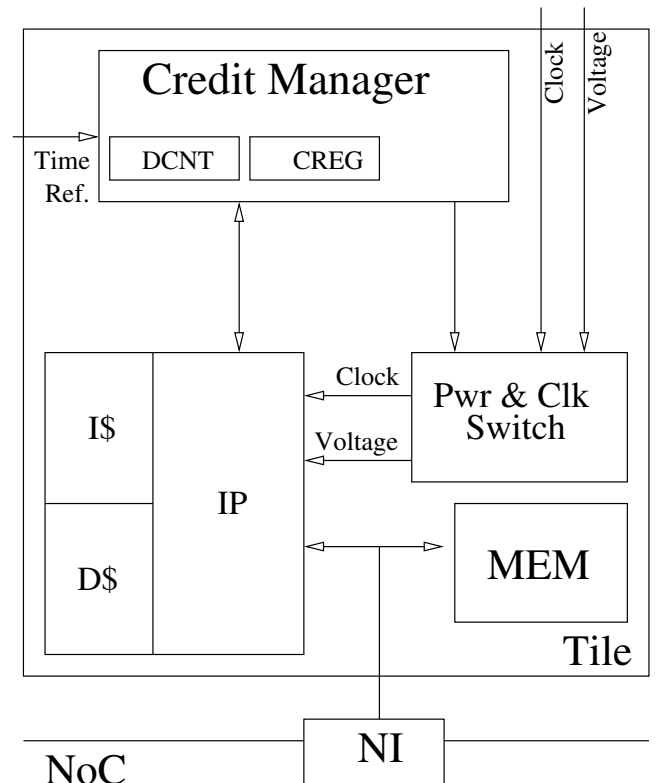 Credit Manager
Clock
Voltage
Time
Ref.
DCNT
CREG
I$
D$
IP
Clock
Voltage
Pwr & Clk
Switch
MEM
Tile
NI
NoC